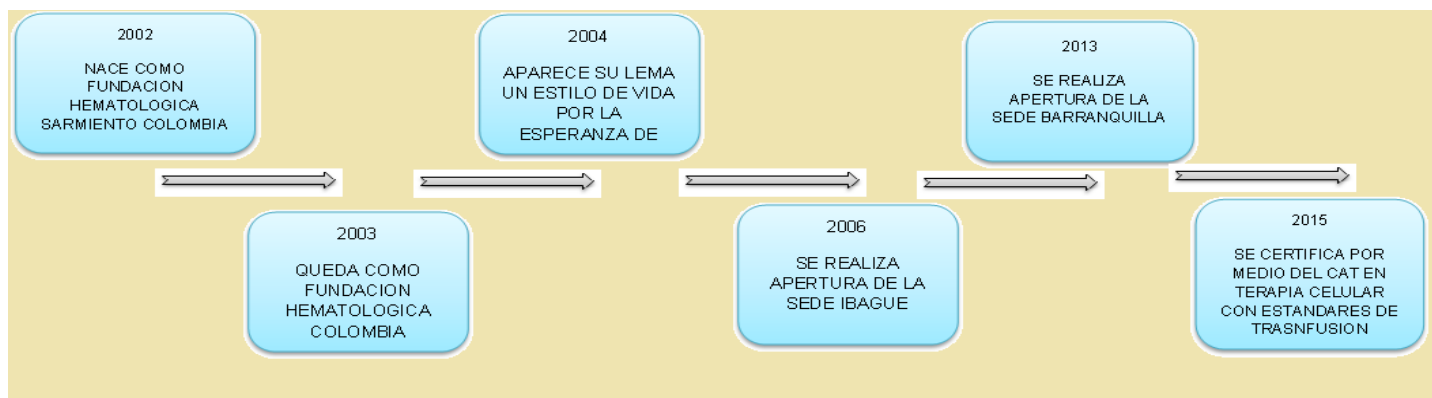 2002
NACE COMO
FUNDACION
HEMATOLOGICA
SARMIENTO COLOMBIA
2003
QUEDA COMO
FUNDACION
HEMATOLOGICA
COLOMBIA
2004
APARECE SU LEMA
UN ESTILO DE VIDA
POR LA
ESPERANZA DE
2006
SE REALIZA
APERTURA DE LA
SEDE IBAGUE
2013
SE REALIZA
APERTURA DE LA
SEDE BARRANQUILLA
2015
SE CERTIFICA POR
MEDIO DEL CAT EN
TERAPIA CELULAR
CON ESTANDARES DE
TRASNFUSION